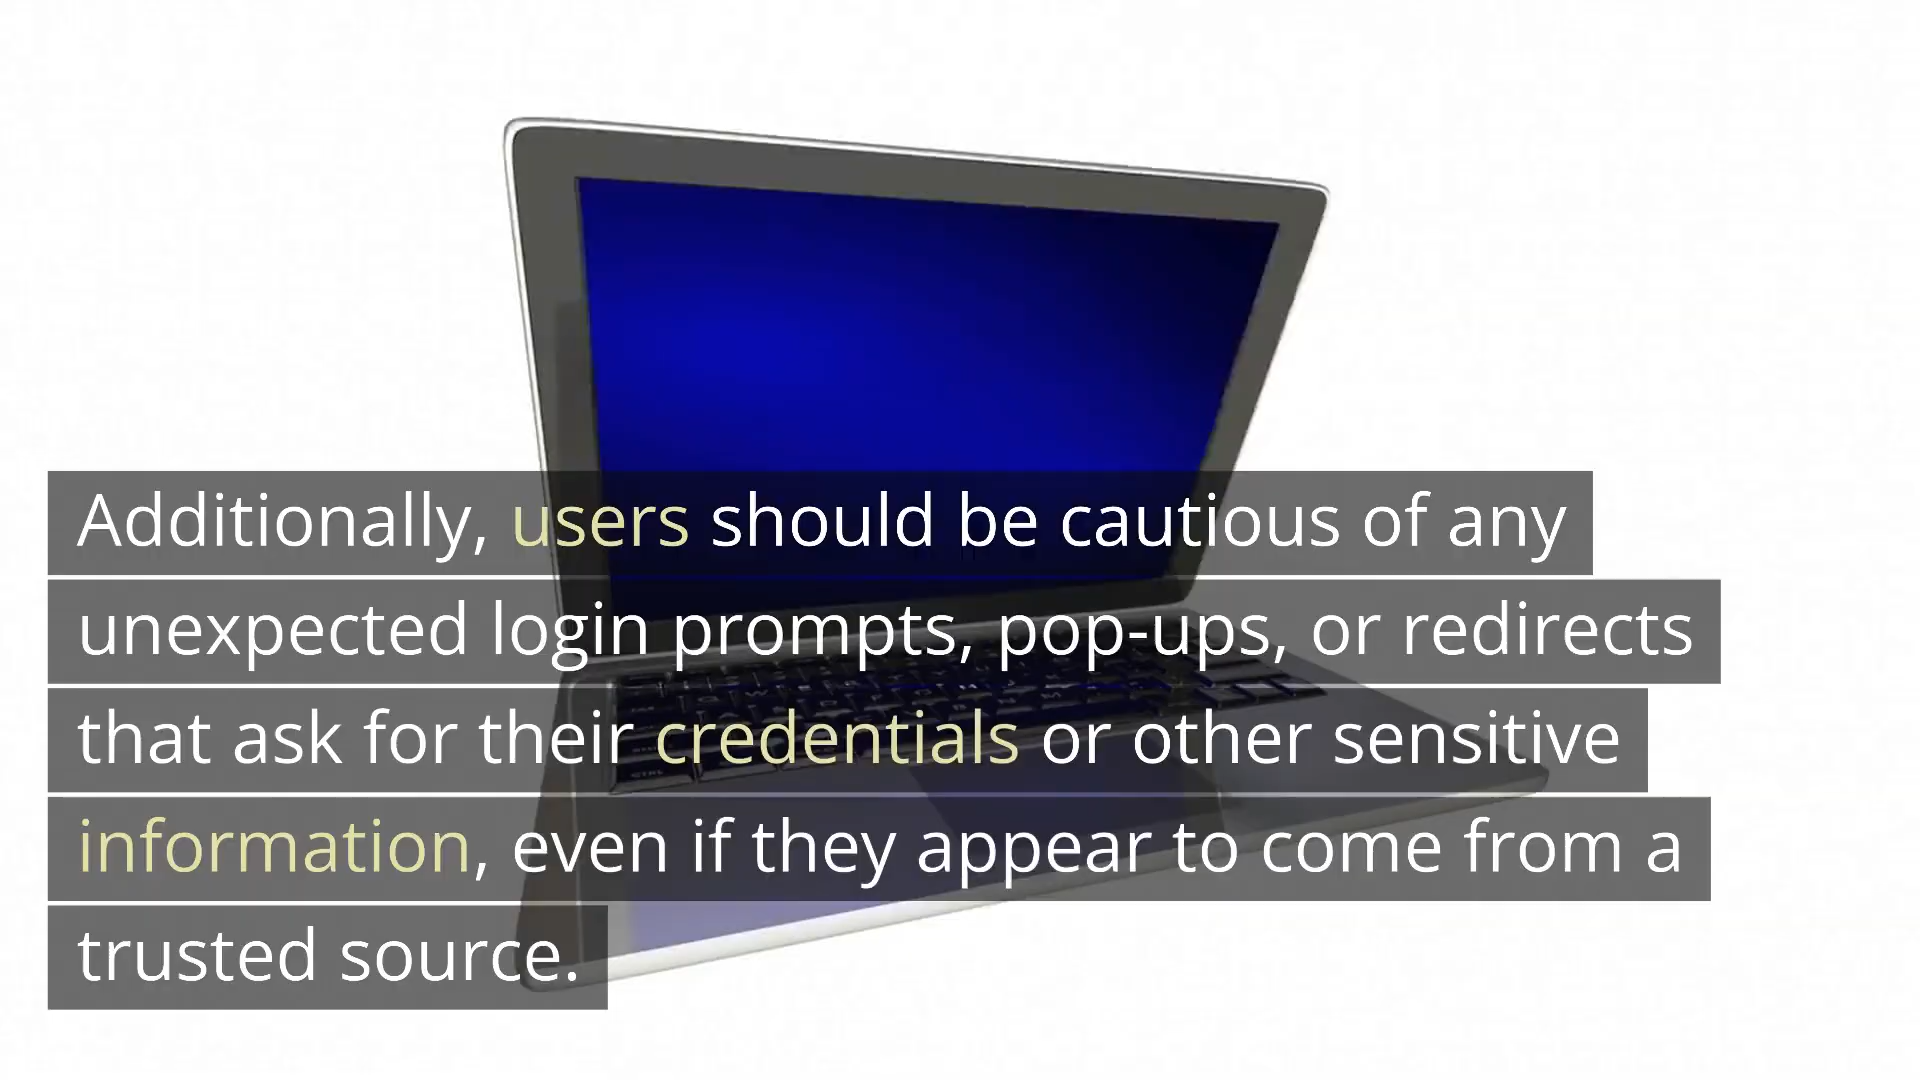 Additionally, users should be cautious of any
unexpected login prompts, pop-ups, or redirects
that ask for their credentials or other sensitive
information, even if they appear to come from a
trusted source.